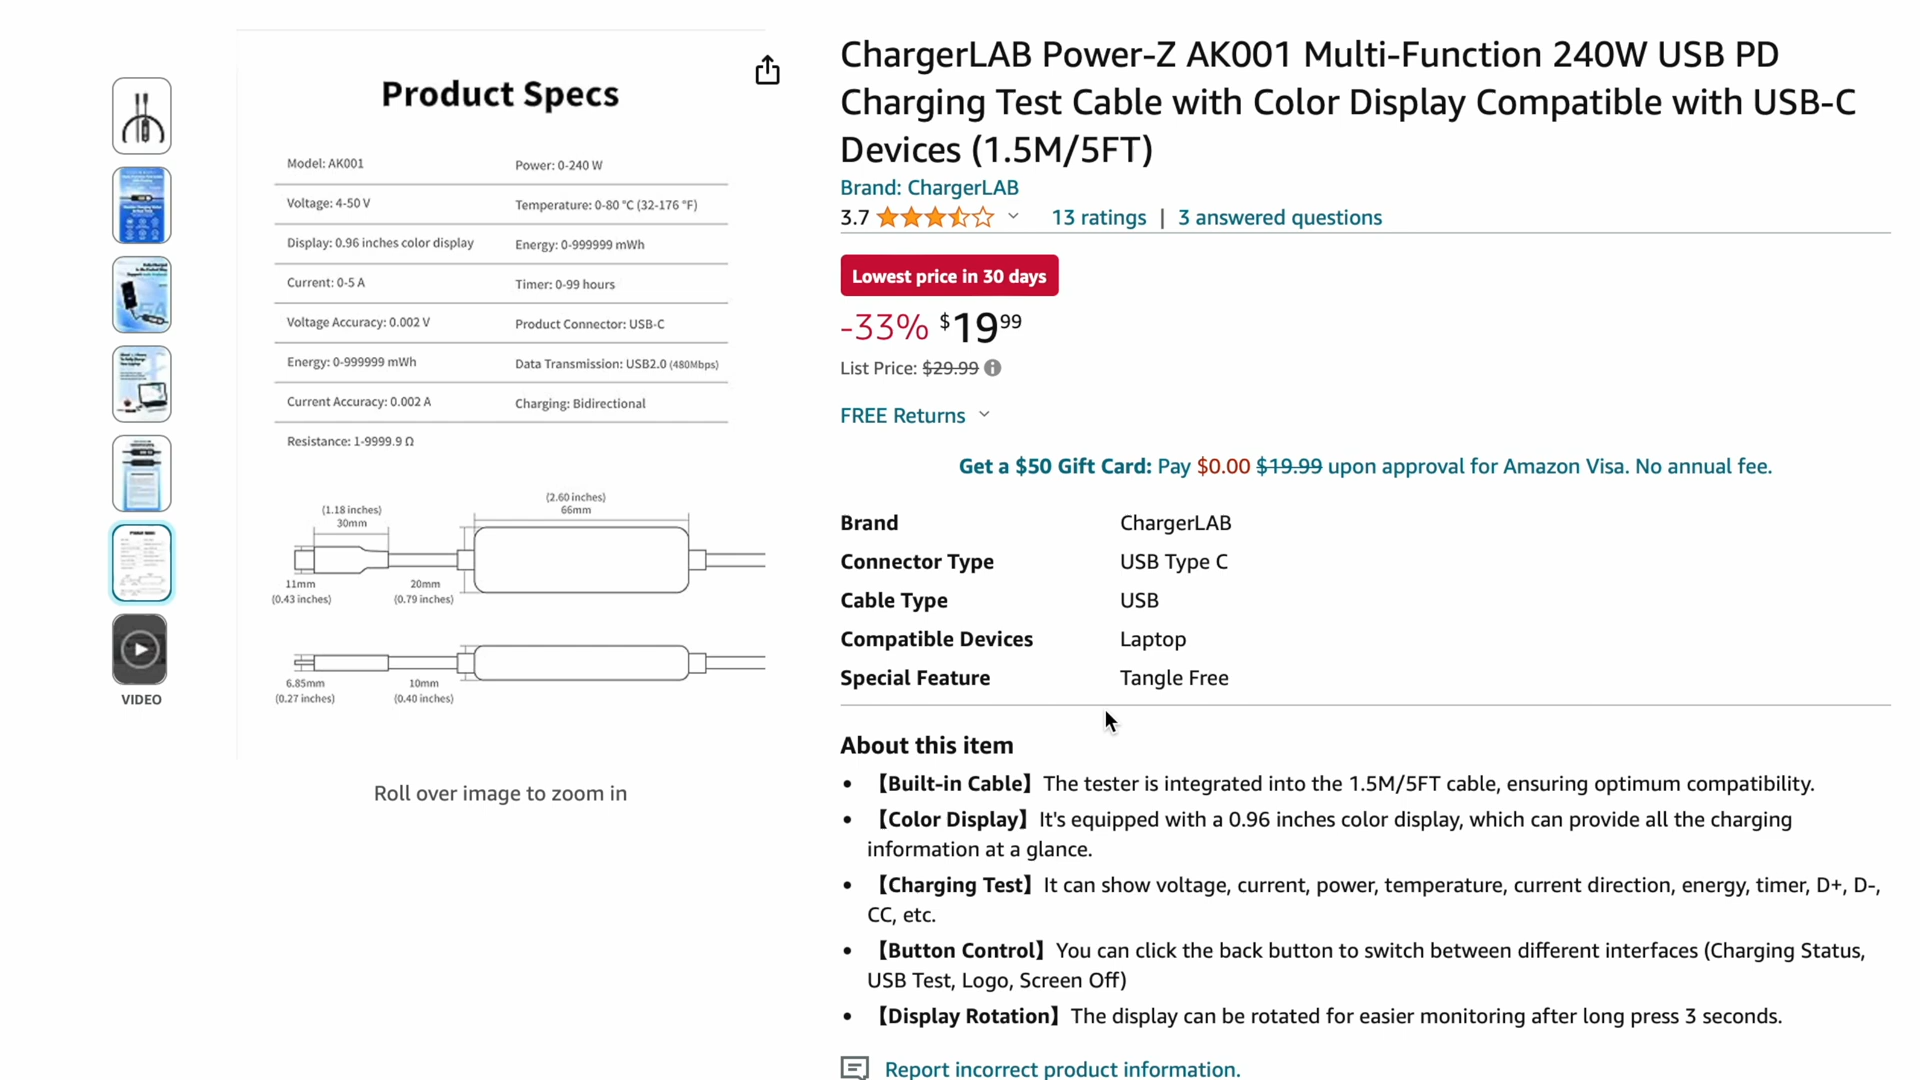 Product Specs
Model: AK001
Power: 0-240 W
Voltage: 4-50 V
Temperature: 0-80 °C (32-176 °F)
Display: 0.96 inches color display
Energy: 0-999999 mWh
Current: 0-5 A
Timer: 0-99 hours
Voltage Accuracy: 0.002 V
Product Connector: USB-C
Energy: 0-999999 mWh
Data Transmission: USB2.0 (480Mbps)
Current Accuracy: 0.002 A
Charging: Bidirectional
Resistance: 1-9999.9 Ω
(2.60 inches)
66mm
(1.18 inches)
30mm
11mm
(0.43 inches)
20mm
(0.79 inches)
6.85mm
(0.27 inches)
10mm
(0.40 inches)
VIDEO
Roll over image to zoom in
ChargerLAB Power-Z AK001 Multi-Function 240W USB PD
Charging Test Cable with Color Display Compatible with USB-C
Devices (1.5M/5FT)
Brand: ChargerLAB
3.7
13 ratings | 3 answered questions
Lowest price in 30 days
-33% $19.99
List Price: $29.99
FREE Returns
Get a $50 Gift Card: Pay $0.00 $19.99 upon approval for Amazon Visa. No annual fee.
Brand ChargerLAB
Connector Type USB Type C
Cable Type USB
Compatible Devices Laptop
Special Feature Tangle Free
About this item
• 【Built-in Cable】The tester is integrated into the 1.5M/5FT cable, ensuring optimum compatibility.
• 【Color Display】It's equipped with a 0.96 inches color display, which can provide all the charging
information at a glance.
• 【Charging Test】It can show voltage, current, power, temperature, current direction, energy, timer, D+, D-,
CC, etc.
• 【Button Control】You can click the back button to switch between different interfaces (Charging Status,
USB Test, Logo, Screen Off)
• 【Display Rotation】The display can be rotated for easier monitoring after long press 3 seconds.
Report incorrect product information.